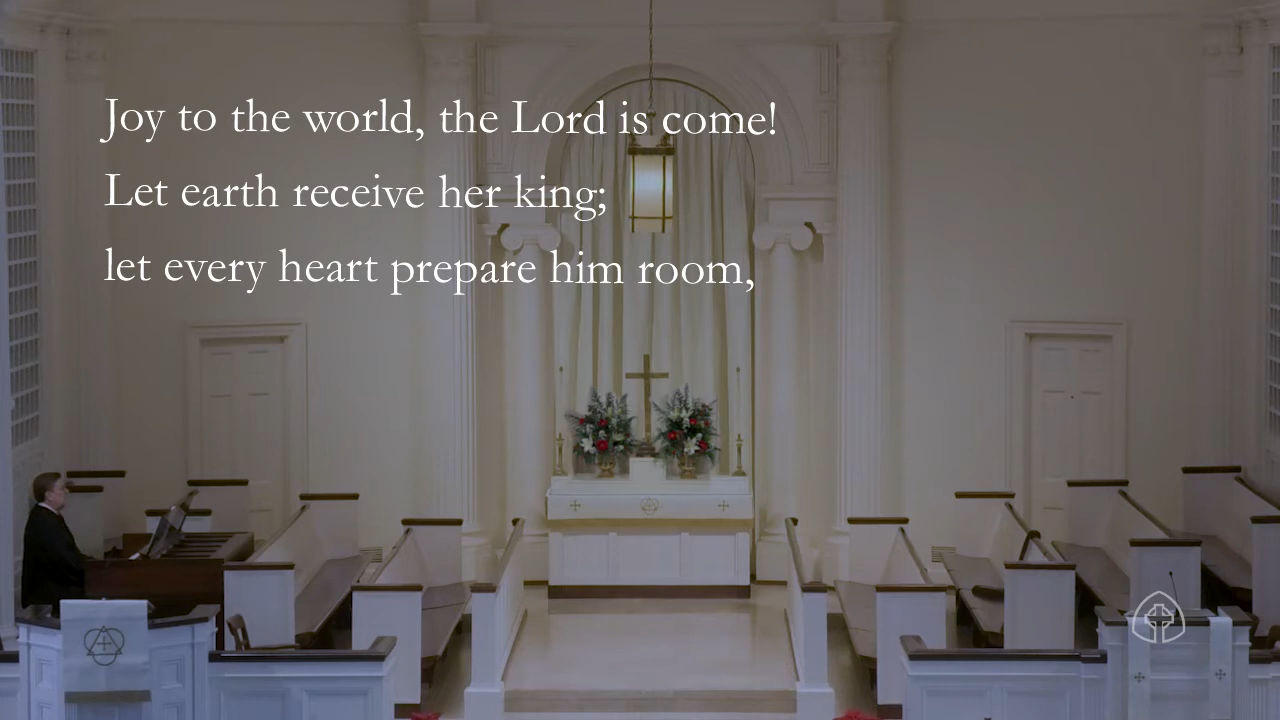 Joy to the world, the Lord is come!
Let earth receive her king;
let every heart prepare him room,